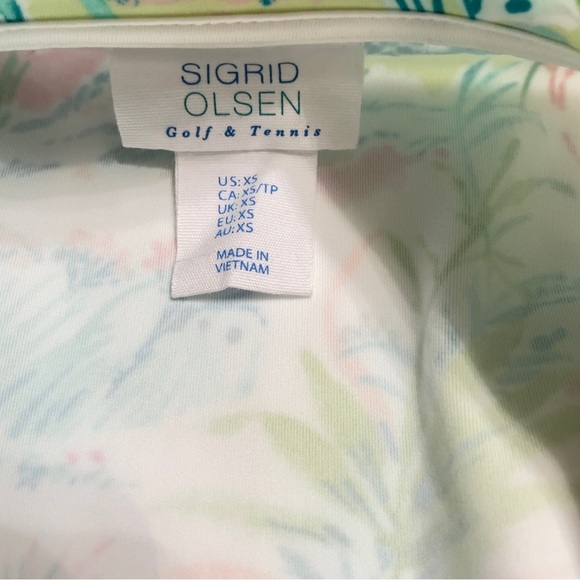 SIGRID
OLSEN
Golf & Tennis
US: XS
CA: XS/TP
UK: XS
EU: XS
AU: XS
MADE IN
VIETNAM